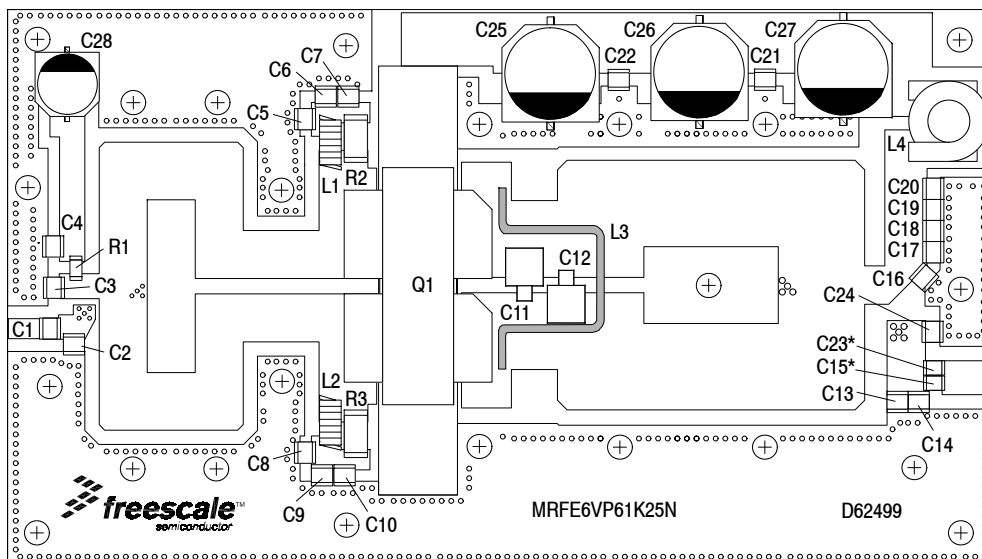 C28
C25
C26
C27
C22
C21
C6
C7
C5
L1
R2
L4
C20
C19
C18
C17
C16
C4
R1
C3
C1
C2
L3
C12
Q1
C11
C24
C23*
C15*
C13
C14
L2
R3
C8
C9
C10
freescale™
semiconductor
MRFE6VP61K25N
D62499